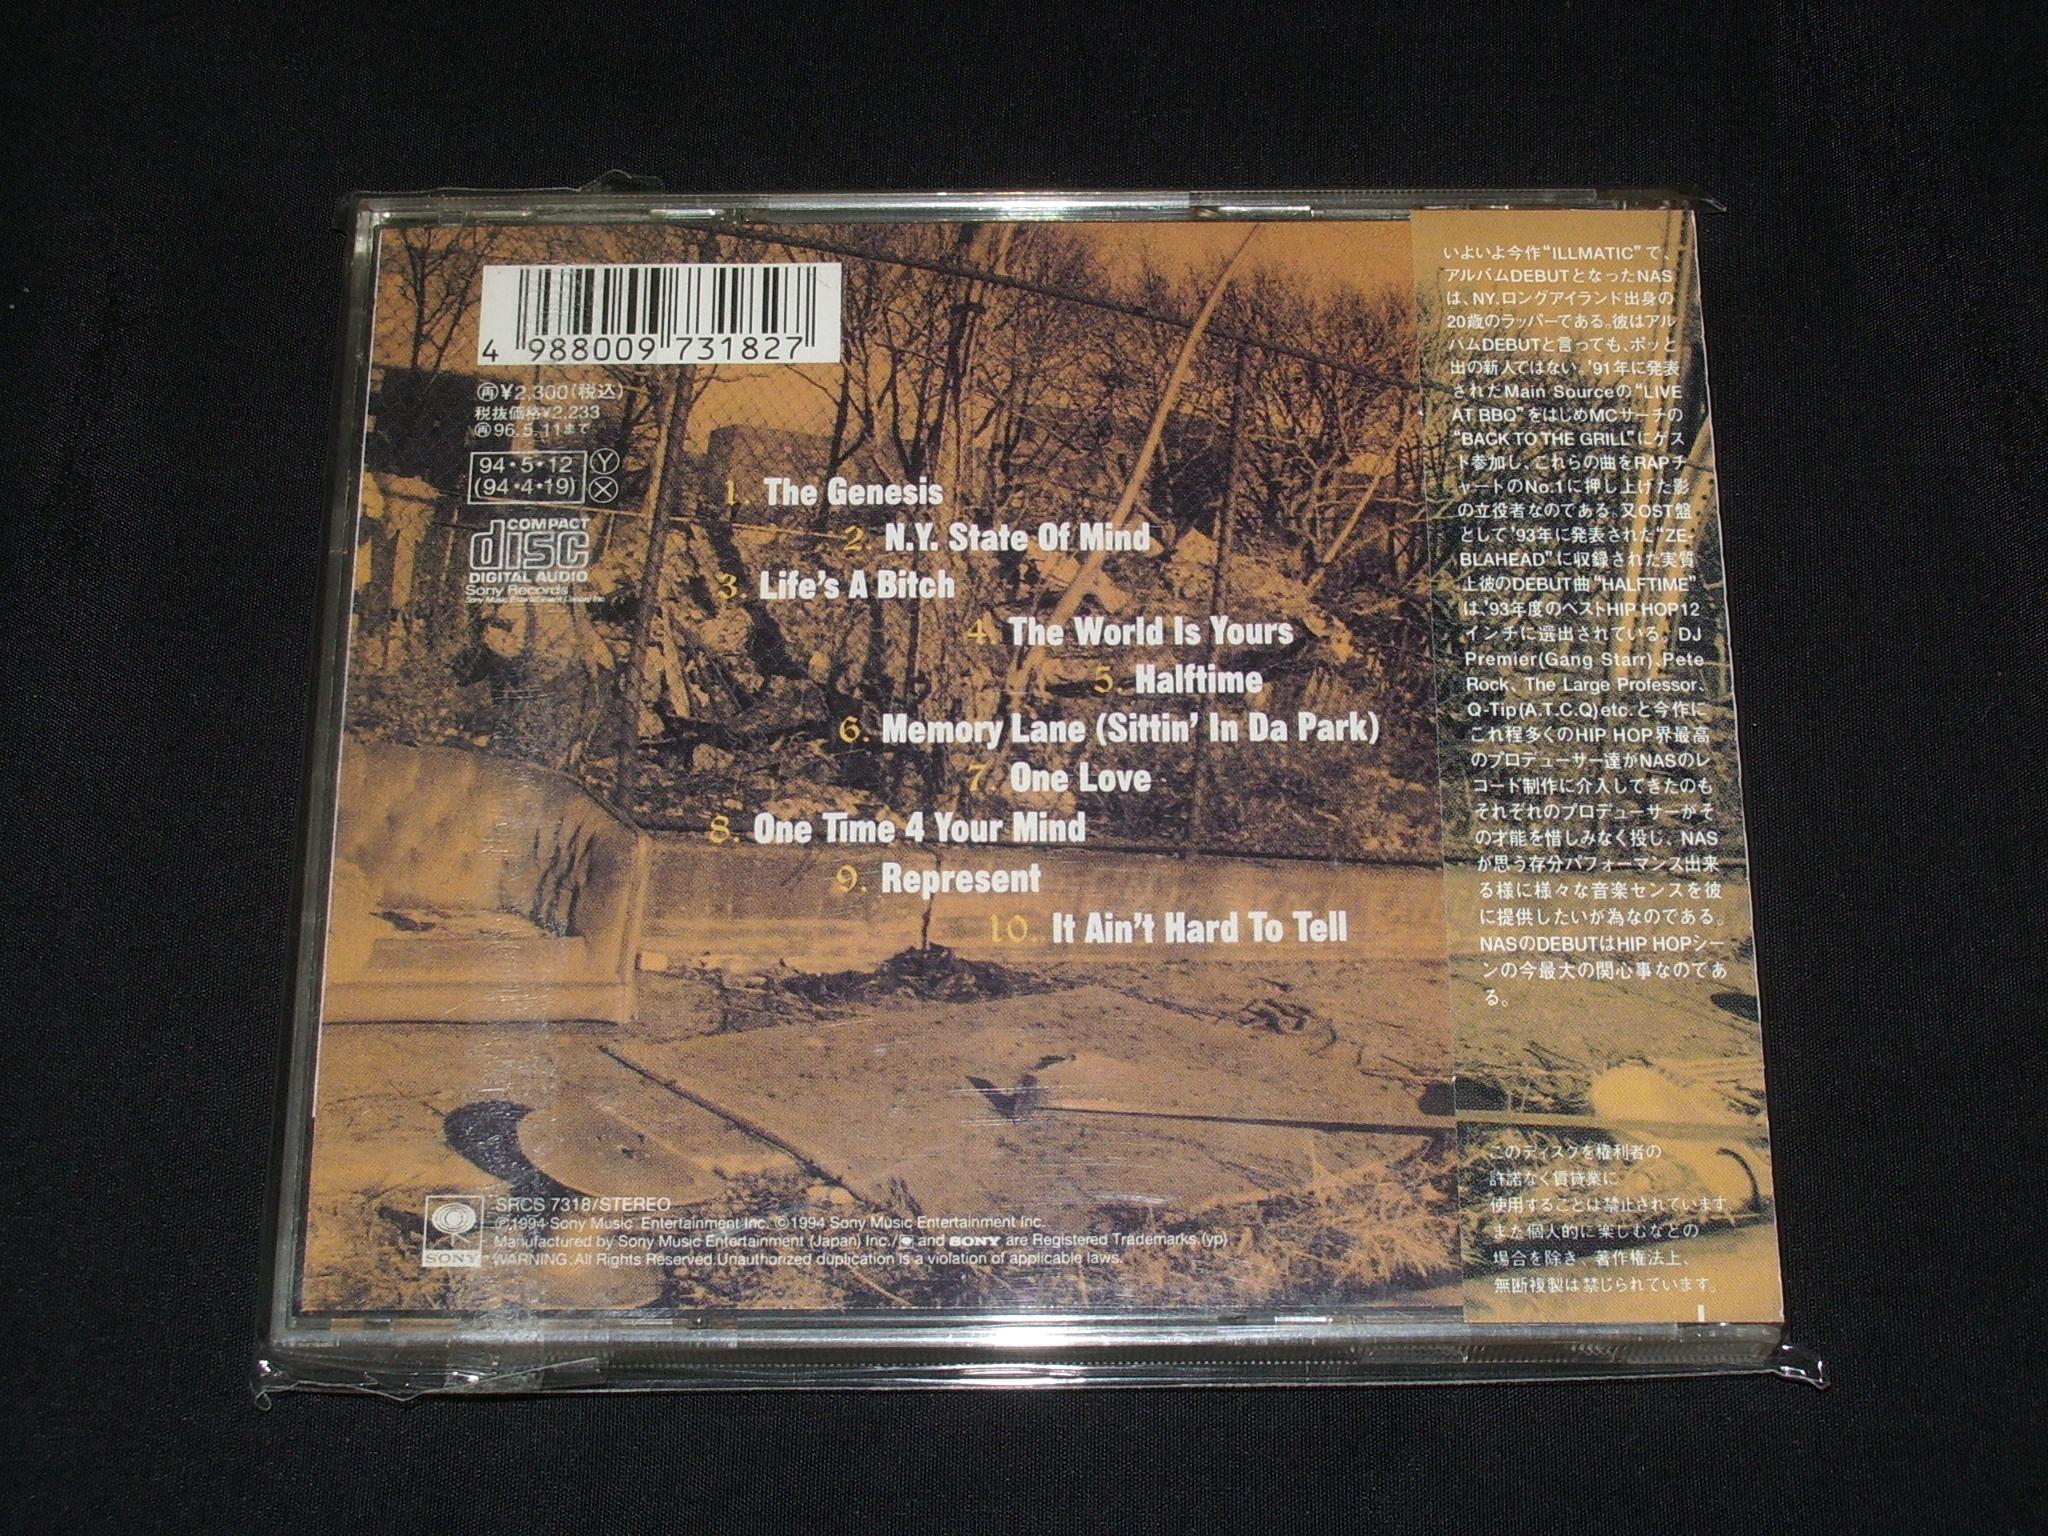 4 988009 731827
再¥2,300(税込)
税抜価格¥2,233
再96.5.11まで
94・5・12 Y
(94・4・19) X
COMPACT
disc
DIGITAL AUDIO
Sony Records
Sony Music Entertainment (Japan) Inc.
1. The Genesis
2. N.Y. State Of Mind
3. Life's A Bitch
4. The World Is Yours
5. Halftime
6. Memory Lane (Sittin' In Da Park)
7. One Love
8. One Time 4 Your Mind
9. Represent
10. It Ain't Hard To Tell
SRCS 7318/STEREO
℗1994 Sony Music Entertainment Inc. ©1994 Sony Music Entertainment Inc.
Manufactured by Sony Music Entertainment (Japan) Inc./ and SONY are Registered Trademarks.(yp)
WARNING:All Rights Reserved.Unauthorized duplication is a violation of applicable laws.
SONY
いよいよ今作“ILLMATIC”で、
アルバムDEBUTとなったNAS
は、NY.ロングアイランド出身の
20歳のラッパーである。彼はアル
バムDEBUTと言っても、ポッと
出の新人ではない。'91年に発表
されたMain Sourceの“LIVE
AT BBQ”をはじめMCサーチの
“BACK TO THE GRILL”にゲス
ト参加し、これらの曲をRAPチ
ャートのNo.1に押し上げた影
の立役者なのである。又OST盤
として'93年に発表された“ZE-
BLAHEAD”に収録された実質
上彼のDEBUT曲“HALFTIME”
は、'93年度のベストHIP HOP12
インチに選出されている。DJ
Premier(Gang Starr)、Pete
Rock、The Large Professor、
Q-Tip(A.T.C.Q)etc.と今作に
これ程多くのHIP HOP界最高
のプロデューサー達がNASのレ
コード制作に介入してきたのも
それぞれのプロデューサーがそ
の才能を惜しみなく投じ、NAS
が思う存分パフォーマンス出来
る様に様々な音楽センスを彼
に提供したいが為なのである。
NASのDEBUTはHIP HOPシー
ンの今最大の関心事なのであ
る。
このディスクを権利者の
許諾なく賃貸業に
使用することは禁止されています。
また個人的に楽しむなどの
場合を除き、著作権法上、
無断複製は禁じられています。